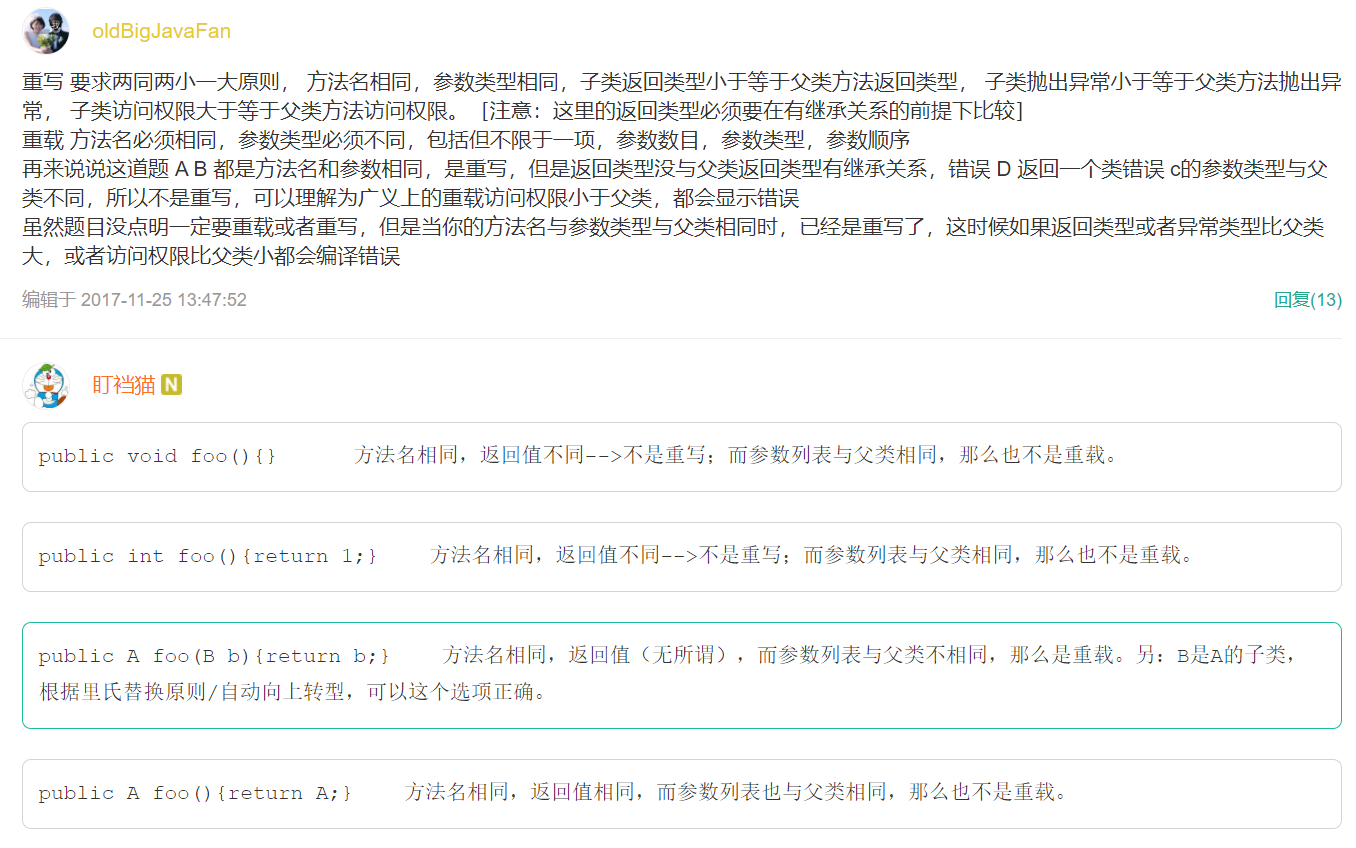 oldBigJavaFan
重写 要求两同两小一大原则， 方法名相同，参数类型相同，子类返回类型小于等于父类方法返回类型， 子类抛出异常小于等于父类方法抛出异
常， 子类访问权限大于等于父类方法访问权限。［注意：这里的返回类型必须要在有继承关系的前提下比较］
重载 方法名必须相同，参数类型必须不同，包括但不限于一项，参数数目，参数类型，参数顺序
再来说说这道题 A B 都是方法名和参数相同，是重写，但是返回类型没与父类返回类型有继承关系，错误 D 返回一个类错误 c的参数类型与父
类不同，所以不是重写，可以理解为广义上的重载访问权限小于父类，都会显示错误
虽然题目没点明一定要重载或者重写，但是当你的方法名与参数类型与父类相同时，已经是重写了，这时候如果返回类型或者异常类型比父类
大，或者访问权限比父类小都会编译错误
编辑于 2017-11-25 13:47:52 回复(13)
盯裆猫 N
public void foo(){} 方法名相同，返回值不同-->不是重写；而参数列表与父类相同，那么也不是重载。
public int foo(){return 1;} 方法名相同，返回值不同-->不是重写；而参数列表与父类相同，那么也不是重载。
public A foo(B b){return b;} 方法名相同，返回值（无所谓），而参数列表与父类不相同，那么是重载。另：B是A的子类，
根据里氏替换原则/自动向上转型，可以这个选项正确。
public A foo(){return A;} 方法名相同，返回值相同，而参数列表也与父类相同，那么也不是重载。